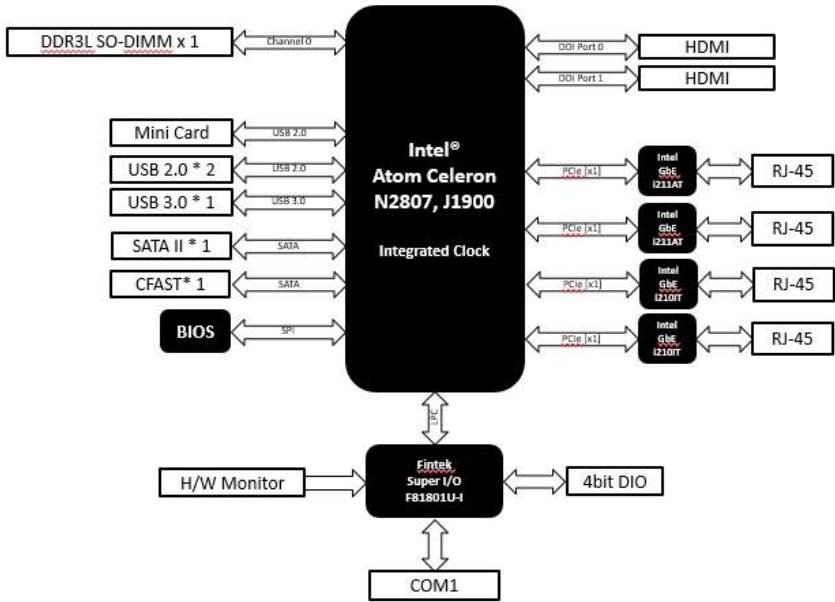 DDR3L SO-DIMM x 1
Channel 0
Mini Card
USB 2.0
USB 2.0 * 2
USB 2.0
USB 3.0 * 1
USB 3.0
SATA II * 1
SATA
CFAST* 1
SATA
BIOS
SPI
Intel®
Atom Celeron
N2807, J1900
Integrated Clock
DDI Port 0
HDMI
DDI Port 1
HDMI
PCIe [x1]
Intel
GbE
i211AT
RJ-45
PCIe [x1]
Intel
GbE
i211AT
RJ-45
PCIe [x1]
Intel
GbE
i210IT
RJ-45
PCIe [x1]
Intel
GbE
i210IT
RJ-45
LPC
H/W Monitor
Fintek
Super I/O
F81801U-I
4bit DIO
COM1